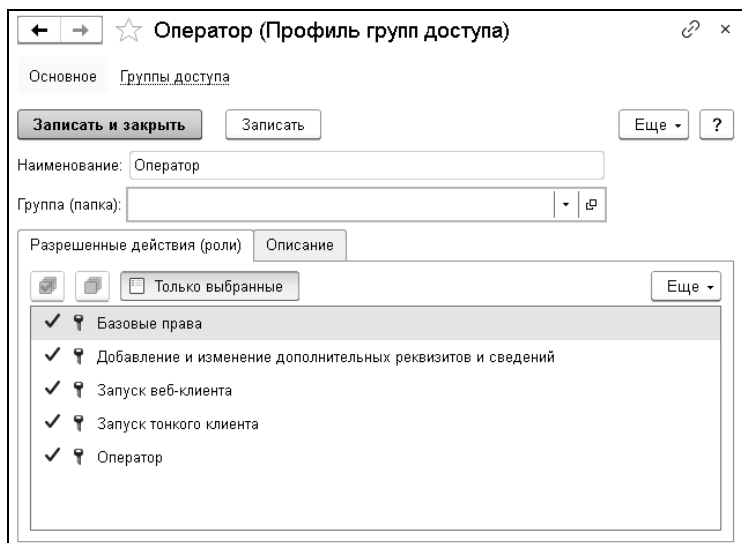 Оператор (Профиль групп доступа)
Основное Группы доступа
Записать и закрыть Записать Еще ?
Наименование: Оператор
Группа (папка):
Разрешенные действия (роли) Описание
Только выбранные Еще
Базовые права
Добавление и изменение дополнительных реквизитов и сведений
Запуск веб-клиента
Запуск тонкого клиента
Оператор